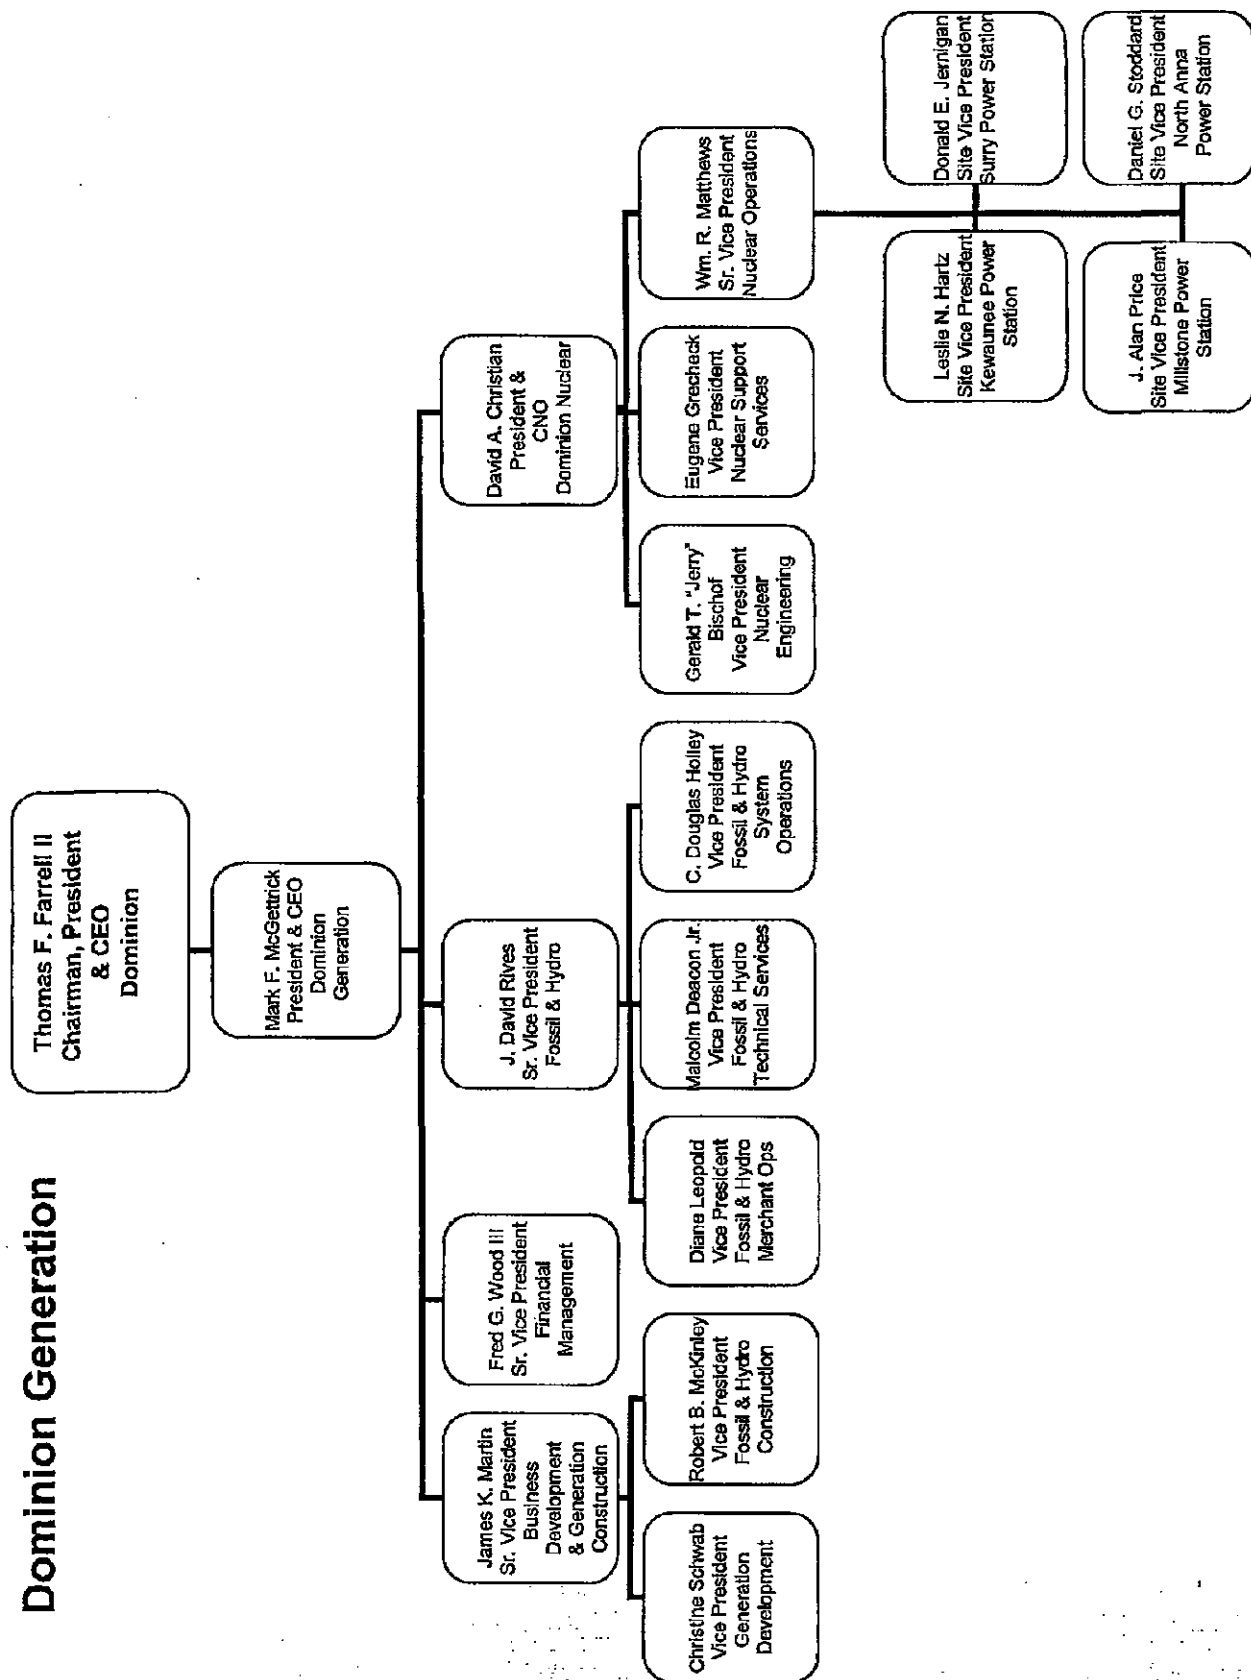 Dominion Generation
Thomas F. Farrell II
Chairman, President
& CEO
Dominion
Mark F. McGettrick
President & CEO
Dominion
Generation
James K. Martin
Sr. Vice President
Business
Development
& Generation
Construction
Fred G. Wood III
Sr. Vice President
Financial
Management
J. David Rives
Sr. Vice President
Fossil & Hydro
David A. Christian
President &
CNO
Dominion Nuclear
Christine Schwab
Vice President
Generation
Development
Robert B. McKinley
Vice President
Fossil & Hydro
Construction
Diane Leopold
Vice President
Fossil & Hydro
Merchant Ops
Malcolm Deacon Jr.
Vice President
Fossil & Hydro
Technical Services
C. Douglas Holley
Vice President
Fossil & Hydro
System
Operations
Gerald T. "Jerry"
Bischof
Vice President
Nuclear
Engineering
Eugene Grecheck
Vice President
Nuclear Support
Services
Wm. R. Matthews
Sr. Vice President
Nuclear Operations
Leslie N. Hartz
Site Vice President
Kewaunee Power
Station
Donald E. Jernigan
Site Vice President
Surry Power Station
J. Alan Price
Site Vice President
Millstone Power
Station
Daniel G. Stoddard
Site Vice President
North Anna
Power Station